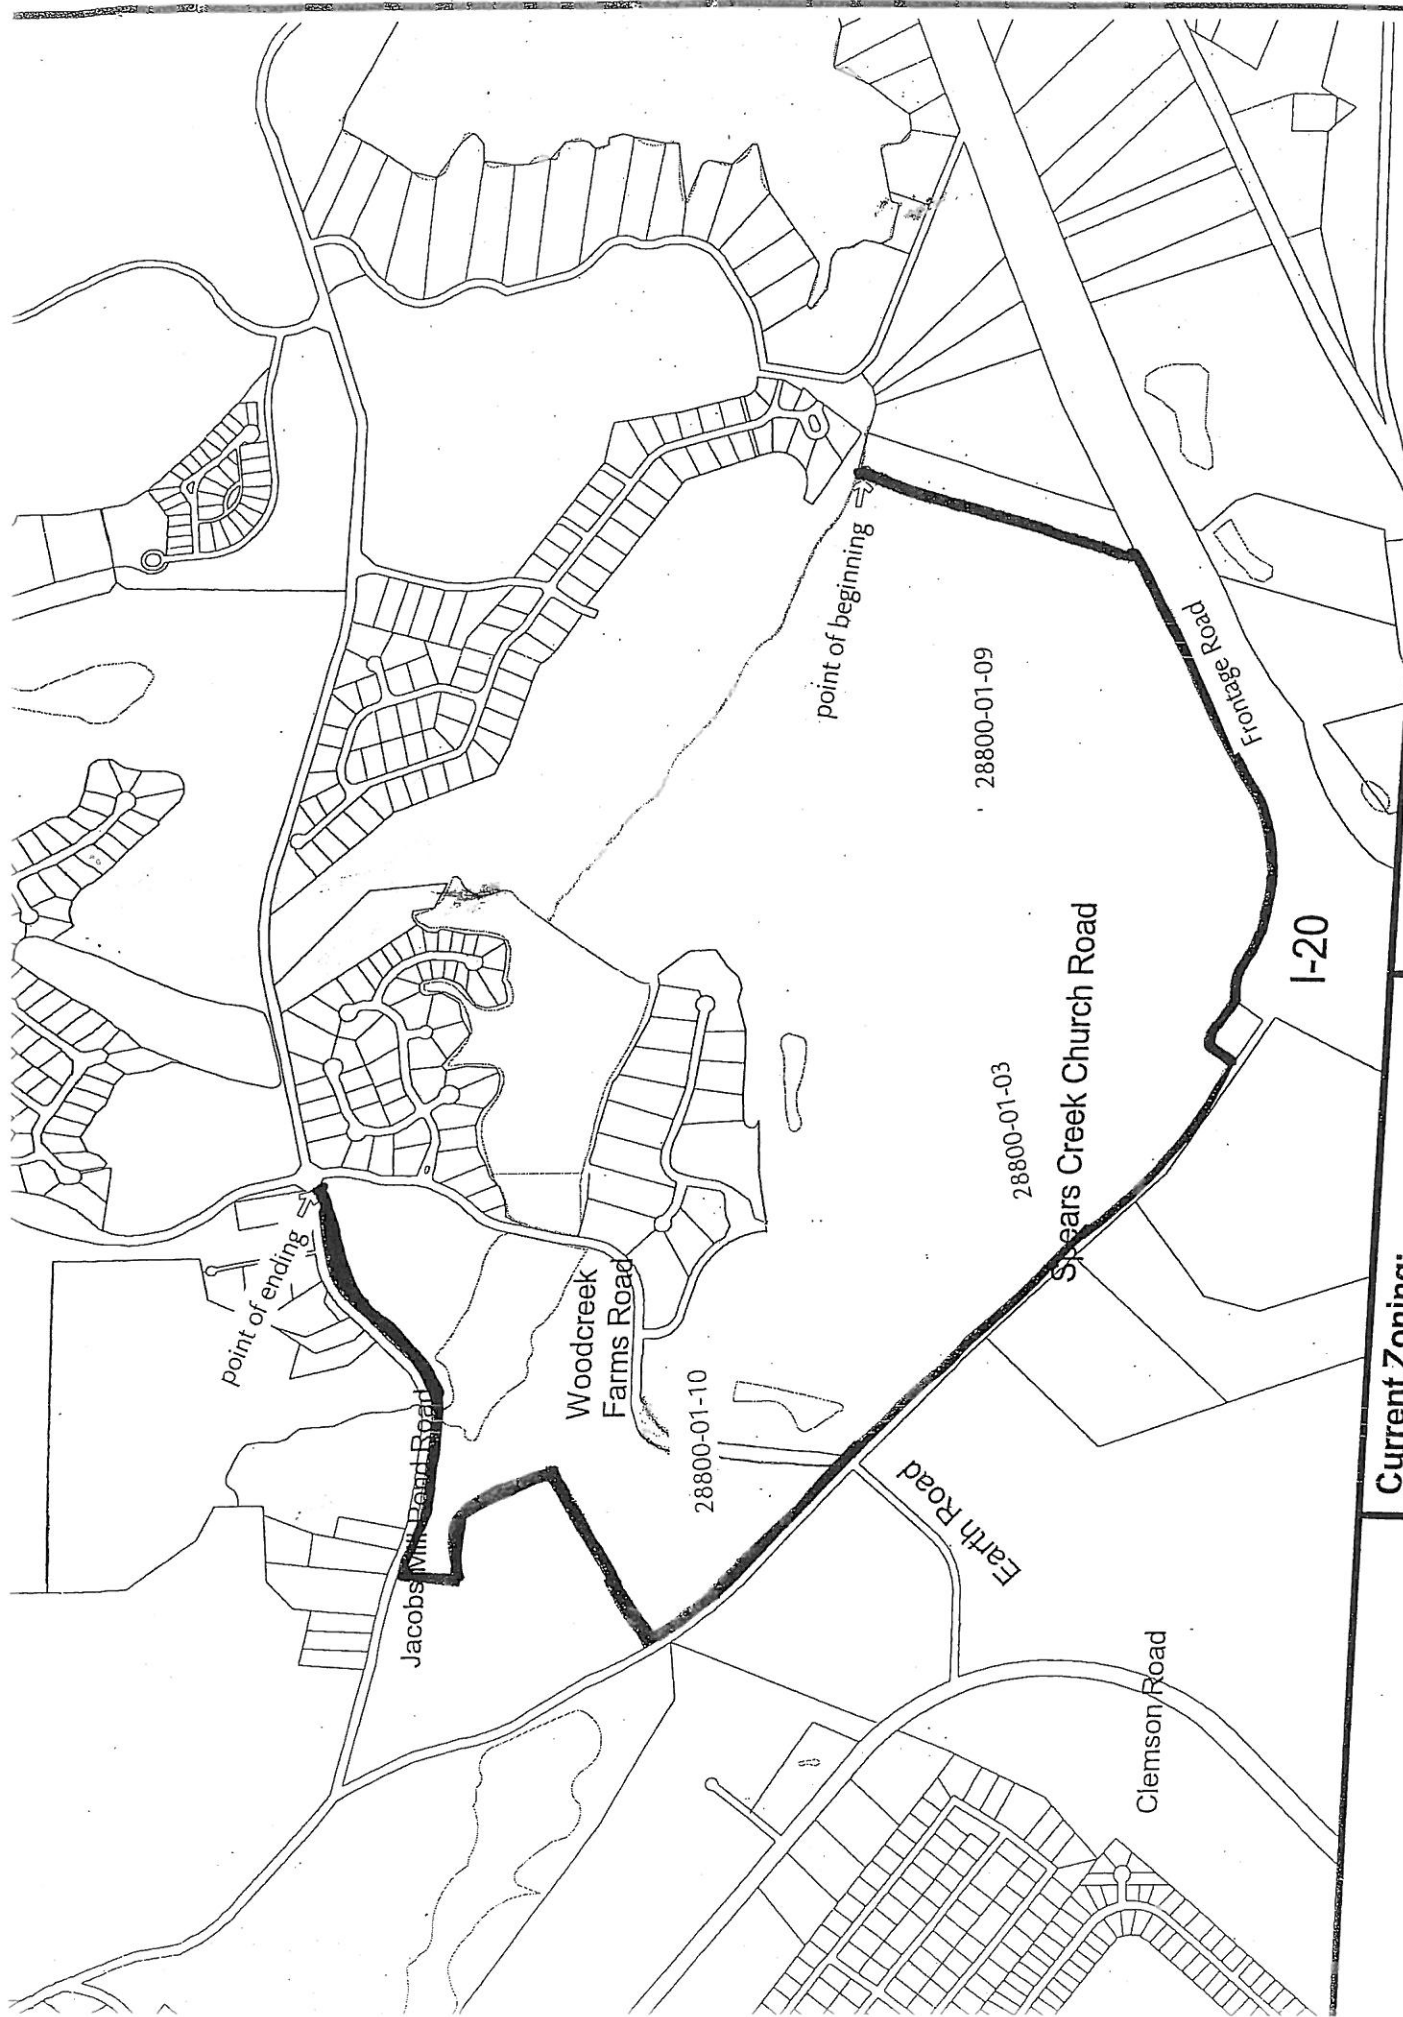 point of ending
Jacobs Mill Pond Road
Woodcreek
Farms Road
28800-01-10
point of beginning
28800-01-09
28800-01-03
Spears Creek Church Road
Frontage Road
I-20
Earth Road
Clemson Road
Current Zoning: